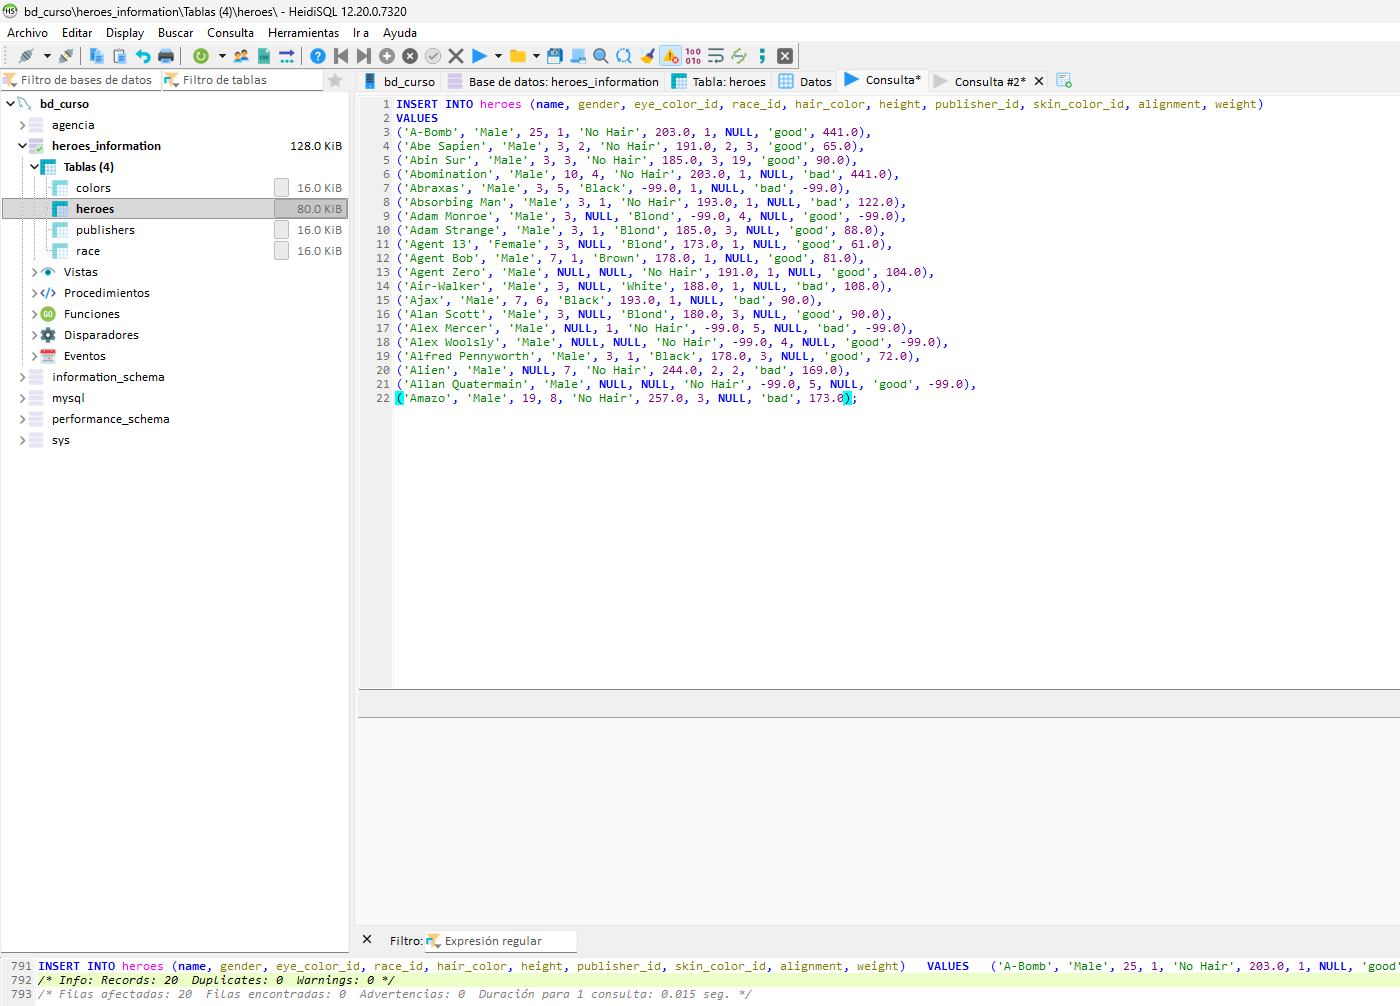 bd_curso\heroes_information\Tablas (4)\heroes\ - HeidiSQL 12.20.0.7320
Archivo Editar Display Buscar Consulta Herramientas Ir a Ayuda
Filtro de bases de datos Filtro de tablas
bd_curso
agencia
heroes_information 128.0 KiB
Tablas (4)
colors 16.0 KiB
heroes 80.0 KiB
publishers 16.0 KiB
race 16.0 KiB
Vistas
Procedimientos
Funciones
Disparadores
Eventos
information_schema
mysql
performance_schema
sys
bd_curso Base de datos: heroes_information Tabla: heroes Datos Consulta* Consulta #2*
1 INSERT INTO heroes (name, gender, eye_color_id, race_id, hair_color, height, publisher_id, skin_color_id, alignment, weight)
2 VALUES
3 ('A-Bomb', 'Male', 25, 1, 'No Hair', 203.0, 1, NULL, 'good', 441.0),
4 ('Abe Sapien', 'Male', 3, 2, 'No Hair', 191.0, 2, 3, 'good', 65.0),
5 ('Abin Sur', 'Male', 3, 3, 'No Hair', 185.0, 3, 19, 'good', 90.0),
6 ('Abomination', 'Male', 10, 4, 'No Hair', 203.0, 1, NULL, 'bad', 441.0),
7 ('Abraxas', 'Male', 3, 5, 'Black', -99.0, 1, NULL, 'bad', -99.0),
8 ('Absorbing Man', 'Male', 3, 1, 'No Hair', 193.0, 1, NULL, 'bad', 122.0),
9 ('Adam Monroe', 'Male', 3, NULL, 'Blond', -99.0, 4, NULL, 'good', -99.0),
10 ('Adam Strange', 'Male', 3, 1, 'Blond', 185.0, 3, NULL, 'good', 88.0),
11 ('Agent 13', 'Female', 3, NULL, 'Blond', 173.0, 1, NULL, 'good', 61.0),
12 ('Agent Bob', 'Male', 7, 1, 'Brown', 178.0, 1, NULL, 'good', 81.0),
13 ('Agent Zero', 'Male', NULL, NULL, 'No Hair', 191.0, 1, NULL, 'good', 104.0),
14 ('Air-Walker', 'Male', 3, NULL, 'White', 188.0, 1, NULL, 'bad', 108.0),
15 ('Ajax', 'Male', 7, 6, 'Black', 193.0, 1, NULL, 'bad', 90.0),
16 ('Alan Scott', 'Male', 3, NULL, 'Blond', 180.0, 3, NULL, 'good', 90.0),
17 ('Alex Mercer', 'Male', NULL, 1, 'No Hair', -99.0, 5, NULL, 'bad', -99.0),
18 ('Alex Woolsly', 'Male', NULL, NULL, 'No Hair', -99.0, 4, NULL, 'good', -99.0),
19 ('Alfred Pennyworth', 'Male', 3, 1, 'Black', 178.0, 3, NULL, 'good', 72.0),
20 ('Alien', 'Male', NULL, 7, 'No Hair', 244.0, 2, 2, 'bad', 169.0),
21 ('Allan Quatermain', 'Male', NULL, NULL, 'No Hair', -99.0, 5, NULL, 'good', -99.0),
22 ('Amazo', 'Male', 19, 8, 'No Hair', 257.0, 3, NULL, 'bad', 173.0);
Filtro: Expresión regular
791 INSERT INTO heroes (name, gender, eye_color_id, race_id, hair_color, height, publisher_id, skin_color_id, alignment, weight) VALUES ('A-Bomb', 'Male', 25, 1, 'No Hair', 203.0, 1, NULL, 'good'
792 /* Info: Records: 20 Duplicates: 0 Warnings: 0 */
793 /* Filas afectadas: 20 Filas encontradas: 0 Advertencias: 0 Duración para 1 consulta: 0.015 seg. */